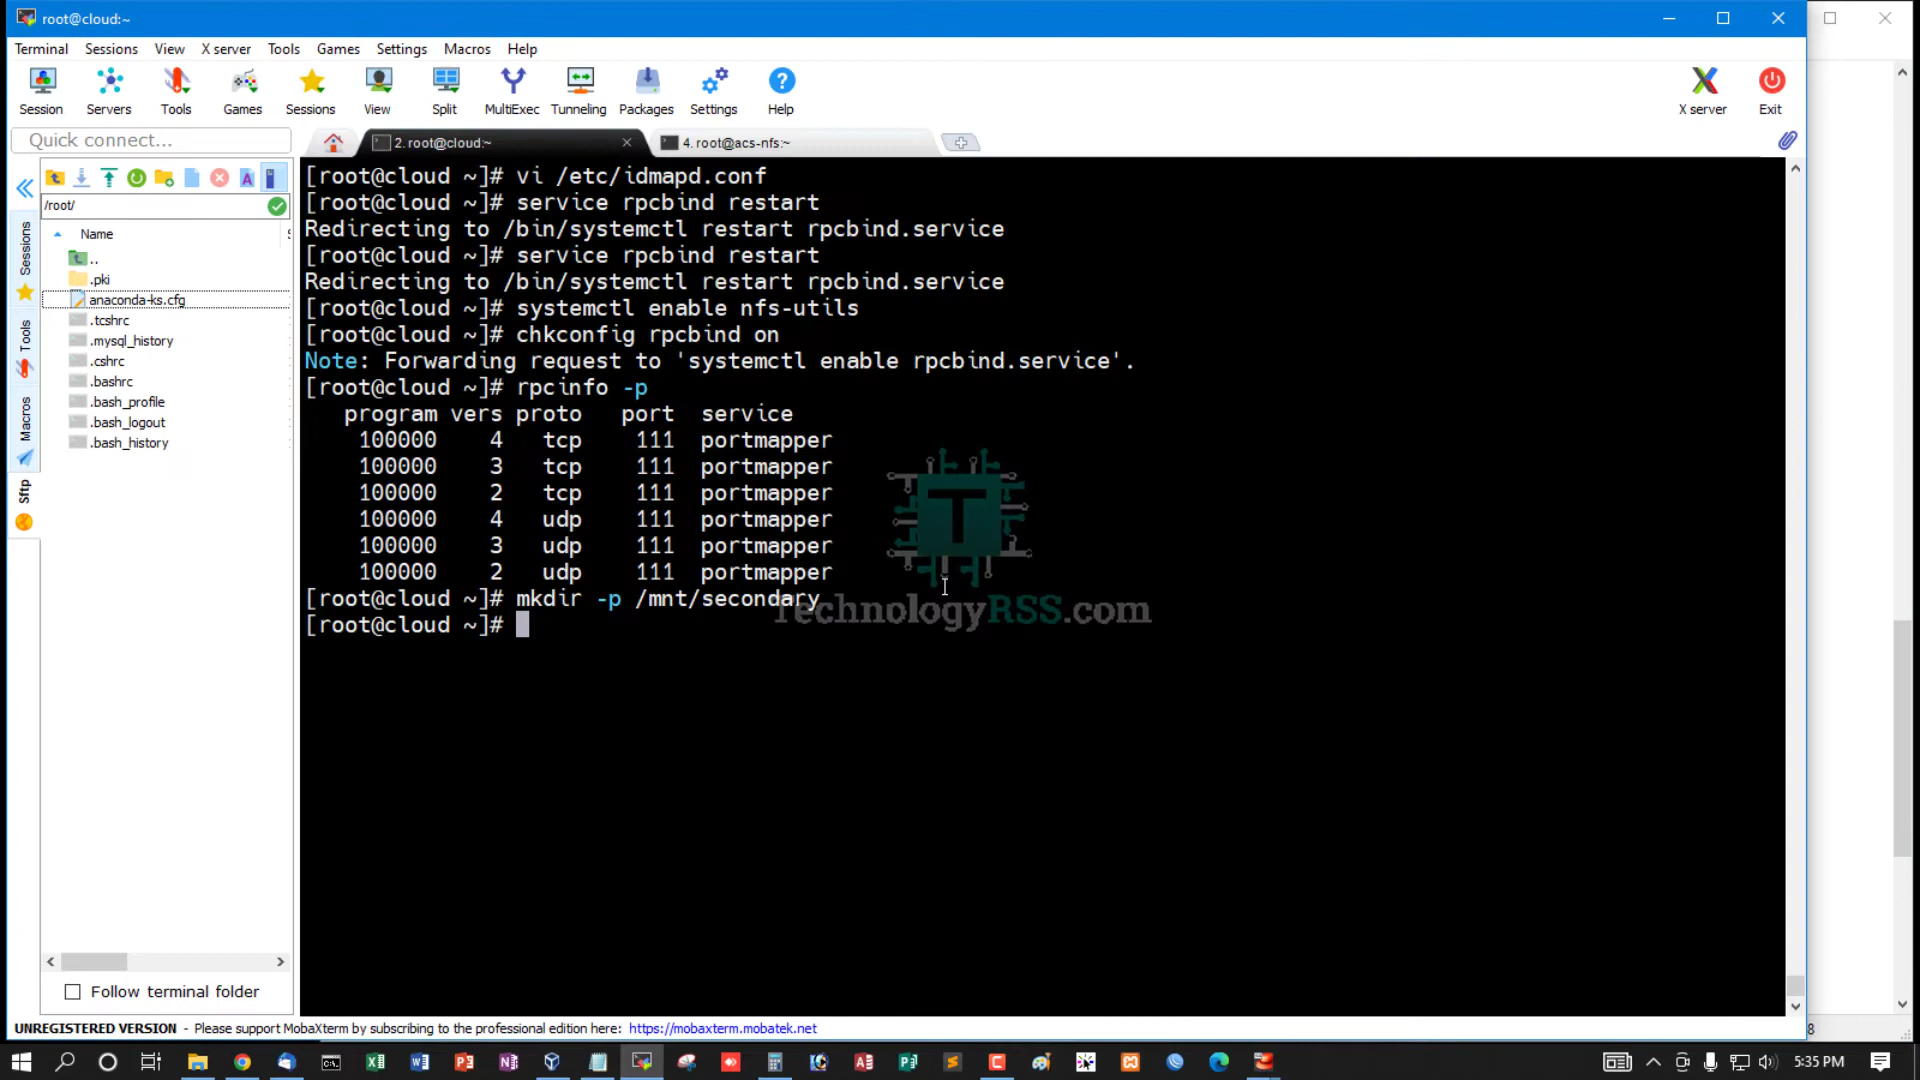 root@cloud:~
Terminal Sessions View X server Tools Games Settings Macros Help
Session Servers Tools Games Sessions View Split MultiExec Tunneling Packages Settings Help X server Exit
Quick connect...
2. root@cloud:~
4. root@acs-nfs:~
/root/
Name
..
.pki
anaconda-ks.cfg
.tcshrc
.mysql_history
.cshrc
.bashrc
.bash_profile
.bash_logout
.bash_history
Sessions
Tools
Macros
Sftp
Follow terminal folder
[root@cloud ~]# vi /etc/idmapd.conf
[root@cloud ~]# service rpcbind restart
Redirecting to /bin/systemctl restart rpcbind.service
[root@cloud ~]# service rpcbind restart
Redirecting to /bin/systemctl restart rpcbind.service
[root@cloud ~]# systemctl enable nfs-utils
[root@cloud ~]# chkconfig rpcbind on
Note: Forwarding request to 'systemctl enable rpcbind.service'.
[root@cloud ~]# rpcinfo -p
program vers proto port service
100000 4 tcp 111 portmapper
100000 3 tcp 111 portmapper
100000 2 tcp 111 portmapper
100000 4 udp 111 portmapper
100000 3 udp 111 portmapper
100000 2 udp 111 portmapper
[root@cloud ~]# mkdir -p /mnt/secondary
[root@cloud ~]#
T
TechnologyRSS.com
UNREGISTERED VERSION - Please support MobaXterm by subscribing to the professional edition here: https://mobaxterm.mobatek.net
5:35 PM